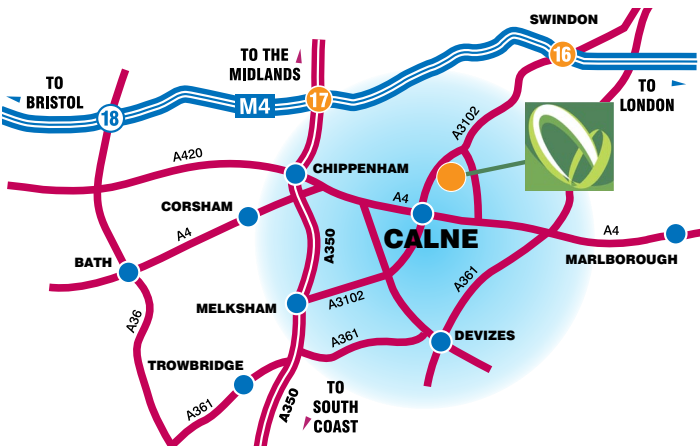 SWINDON
16
TO THE
MIDLANDS
TO
BRISTOL
TO
LONDON
M4
17
18
A3102
A420
CHIPPENHAM
CORSHAM
A4
A4
CALNE
A4
MARLBOROUGH
A350
BATH
A361
A3102
MELKSHAM
A36
A361
DEVIZES
TROWBRIDGE
A361
A350
TO
SOUTH
COAST